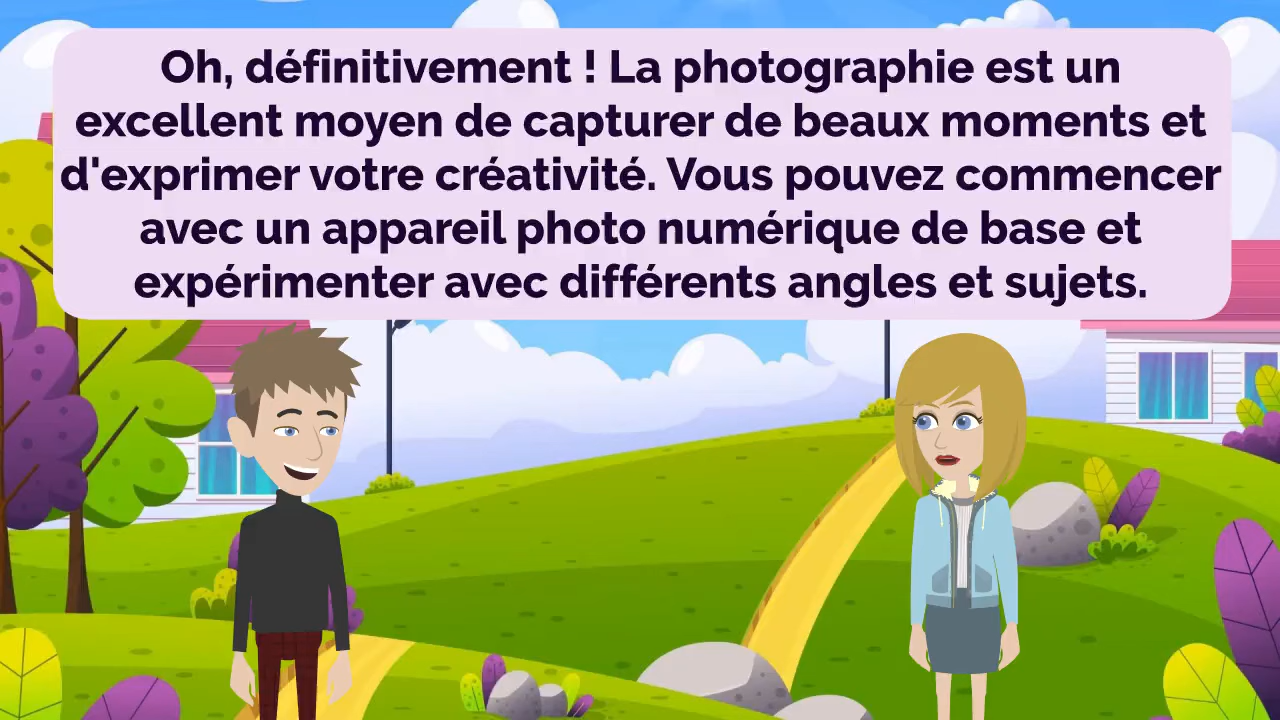 Oh, définitivement ! La photographie est un
excellent moyen de capturer de beaux moments et
d'exprimer votre créativité. Vous pouvez commencer
avec un appareil photo numérique de base et
expérimenter avec différents angles et sujets.